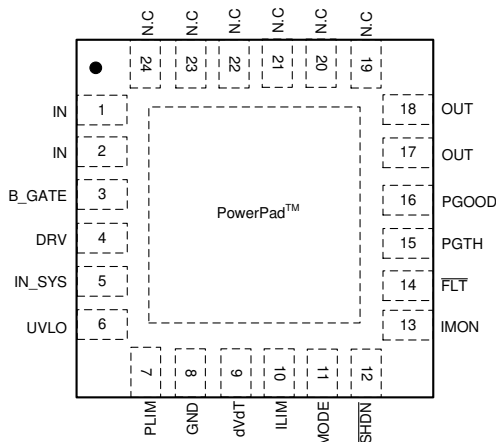 N.C N.C N.C N.C N.C N.C
24 23 22 21 20 19
IN 1
IN 2
B_GATE 3
DRV 4
IN_SYS 5
UVLO 6
PowerPad™
18 OUT
17 OUT
16 PGOOD
15 PGTH
14 FLT
13 IMON
7 8 9 10 11 12
PLIM GND dVdT ILIM MODE SHDN